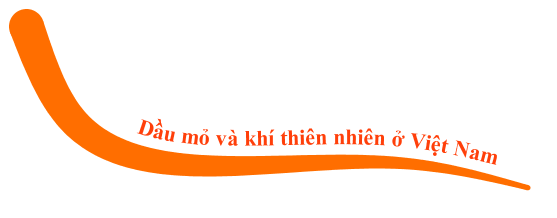 Dầu mỏ và khí thiên nhiên ở Việt Nam